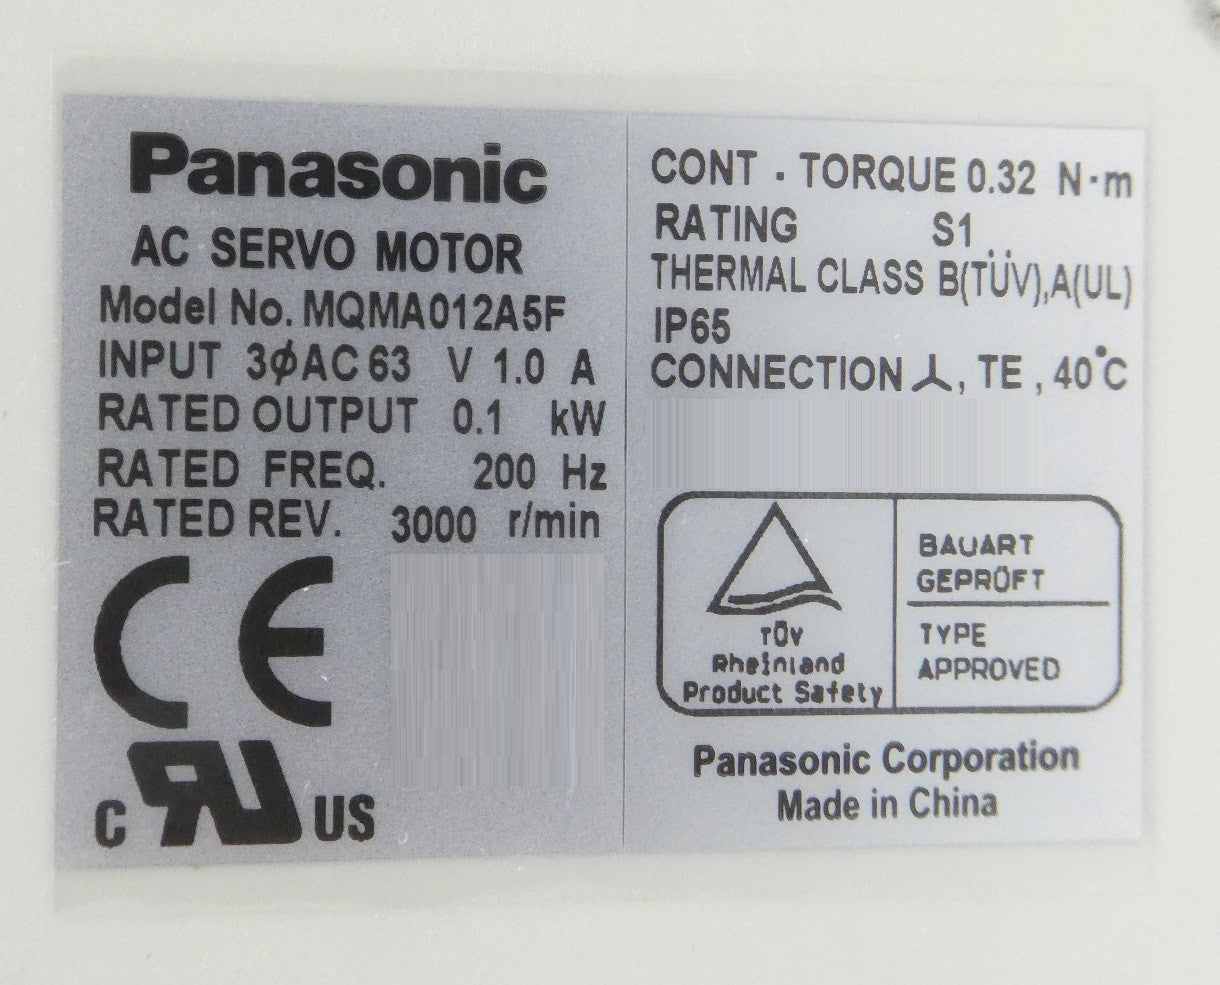 Panasonic
AC SERVO MOTOR
Model No. MQMA012A5F
INPUT 3ϕAC 63 V 1.0 A
RATED OUTPUT 0.1 kW
RATED FREQ. 200 Hz
RATED REV. 3000 r/min
CE
C RU US
CONT . TORQUE 0.32 N·m
RATING S1
THERMAL CLASS B(TÜV),A(UL)
IP65
CONNECTION 人, TE , 40°C
TÜV
Rheinland
Product Safety
BAUART
GEPRÜFT
TYPE
APPROVED
Panasonic Corporation
Made in China